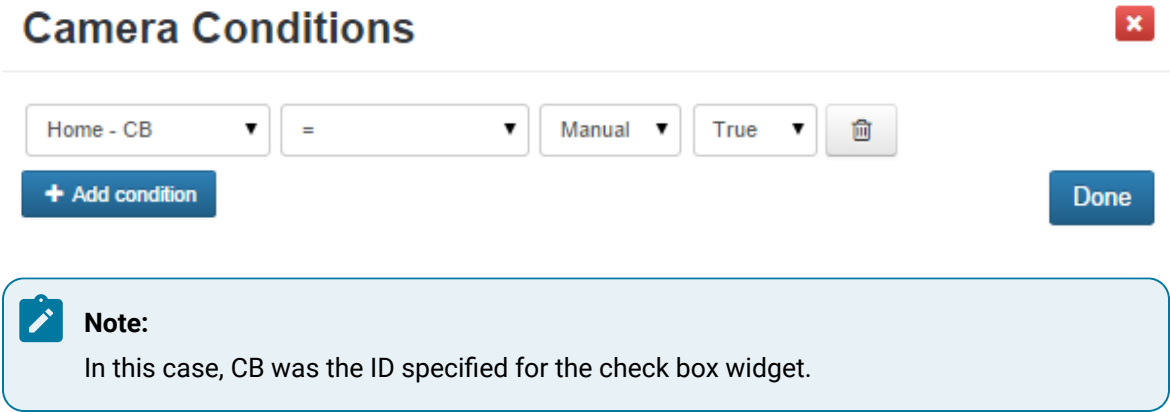 Camera Conditions
Home - CB = Manual True
+ Add condition
Done
Note:
In this case, CB was the ID specified for the check box widget.